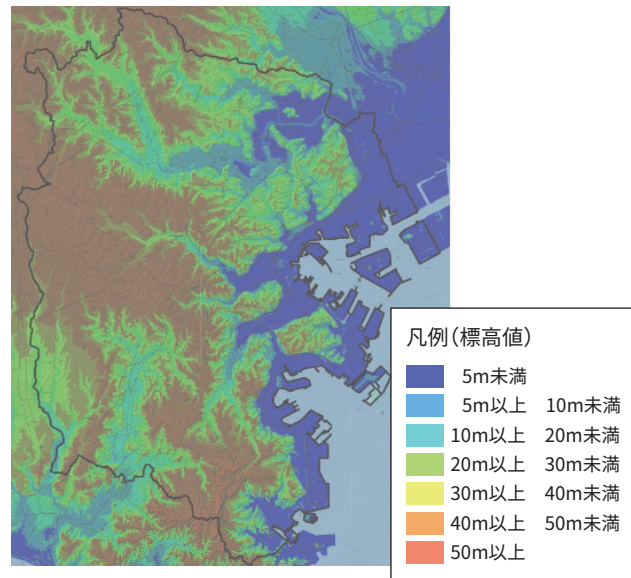 凡例(標高値)
5m未満
5m以上 10m未満
10m以上 20m未満
20m以上 30m未満
30m以上 40m未満
40m以上 50m未満
50m以上